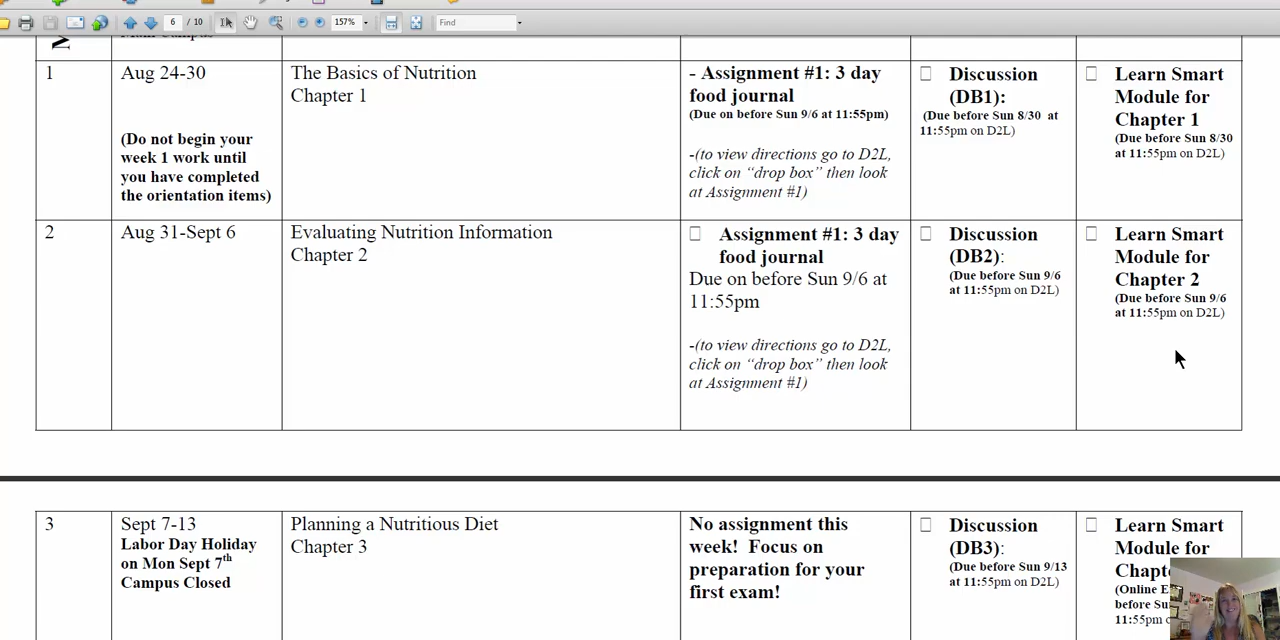 6 / 10
157%
Find
1
Aug 24-30
(Do not begin your
week 1 work until
you have completed
the orientation items)
The Basics of Nutrition
Chapter 1
- Assignment #1: 3 day
food journal
(Due on before Sun 9/6 at 11:55pm)
-(to view directions go to D2L,
click on “drop box” then look
at Assignment #1)
Discussion
(DB1):
(Due before Sun 8/30 at
11:55pm on D2L)
Learn Smart
Module for
Chapter 1
(Due before Sun 8/30
at 11:55pm on D2L)
2
Aug 31-Sept 6
Evaluating Nutrition Information
Chapter 2
Assignment #1: 3 day
food journal
Due on before Sun 9/6 at
11:55pm
-(to view directions go to D2L,
click on “drop box” then look
at Assignment #1)
Discussion
(DB2):
(Due before Sun 9/6
at 11:55pm on D2L)
Learn Smart
Module for
Chapter 2
(Due before Sun 9/6
at 11:55pm on D2L)
3
Sept 7-13
Labor Day Holiday
on Mon Sept 7th
Campus Closed
Planning a Nutritious Diet
Chapter 3
No assignment this
week! Focus on
preparation for your
first exam!
Discussion
(DB3):
(Due before Sun 9/13
at 11:55pm on D2L)
Learn Smart
Module for
(Online
before
11:55pm